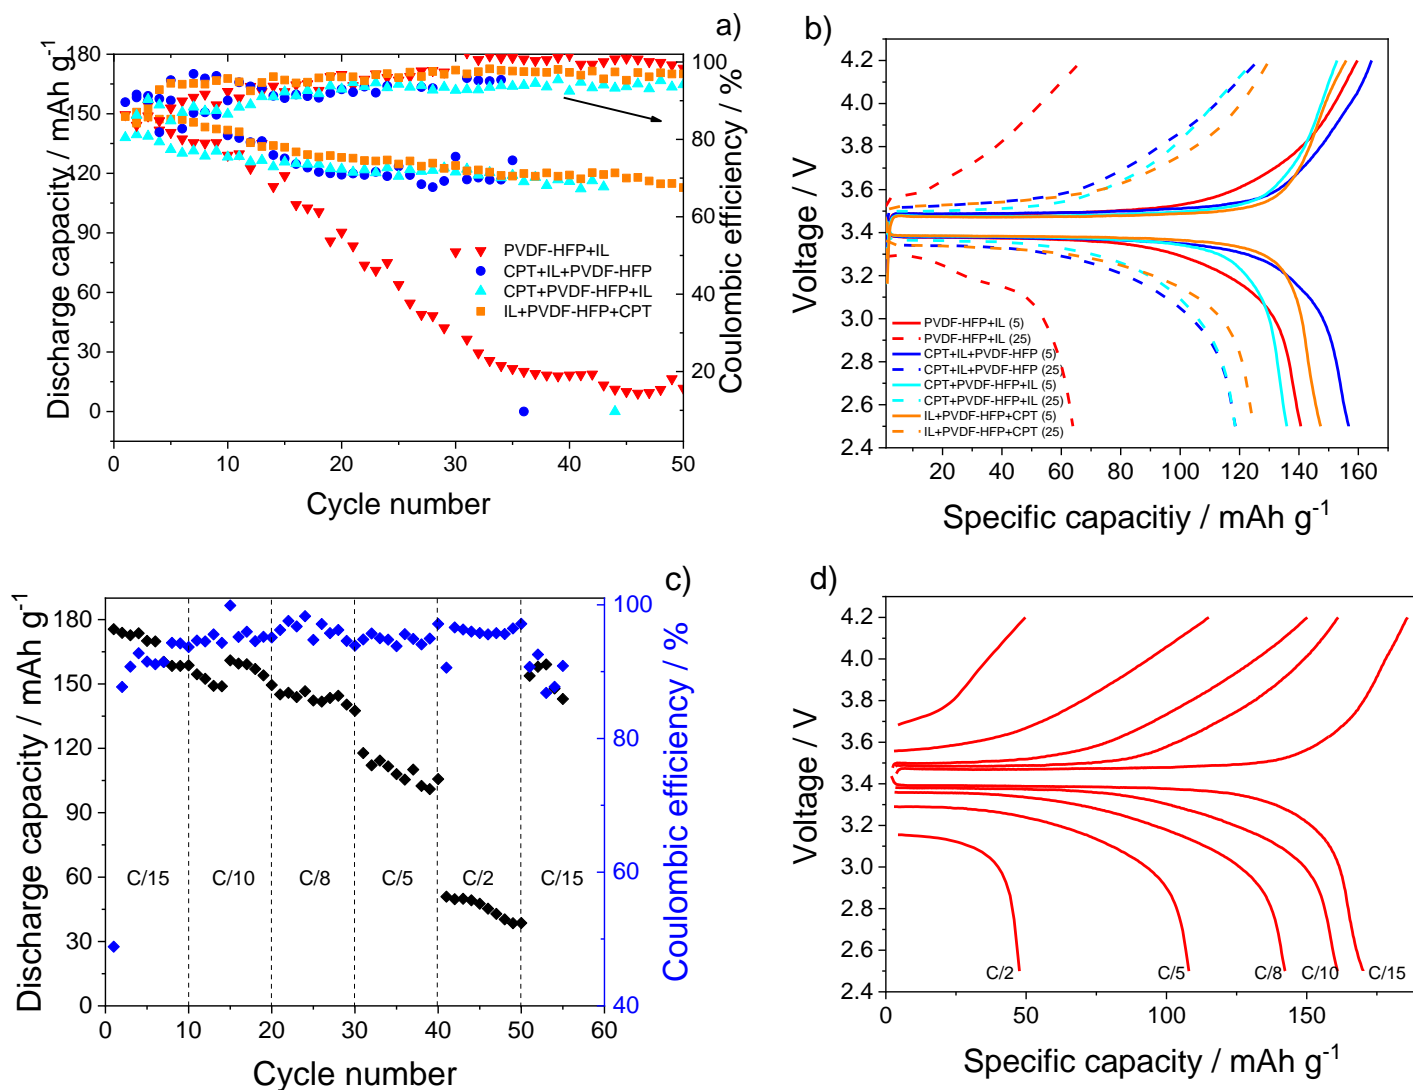 a)
180
150
120
90
60
30
0
Discharge capacity / mAh g-1
100
80
60
40
20
0
Coulombic efficiency / %
PVDF-HFP+IL
CPT+IL+PVDF-HFP
CPT+PVDF-HFP+IL
IL+PVDF-HFP+CPT
0 10 20 30 40 50
Cycle number
b)
4.2
3.9
3.6
3.3
3.0
2.7
2.4
Voltage / V
PVDF-HFP+IL (5)
PVDF-HFP+IL (25)
CPT+IL+PVDF-HFP (5)
CPT+IL+PVDF-HFP (25)
CPT+PVDF-HFP+IL (5)
CPT+PVDF-HFP+IL (25)
IL+PVDF-HFP+CPT (5)
IL+PVDF-HFP+CPT (25)
20 40 60 80 100 120 140 160
Specific capacitiy / mAh g-1
c)
180
150
120
90
60
30
0
Discharge capacity / mAh g-1
100
80
60
40
Coulombic efficiency / %
C/15 C/10 C/8 C/5 C/2 C/15
0 10 20 30 40 50 60
Cycle number
d)
4.2
4.0
3.8
3.6
3.4
3.2
3.0
2.8
2.6
2.4
Voltage / V
C/2 C/5 C/8 C/10 C/15
50 100 150
Specific capacity / mAh g-1